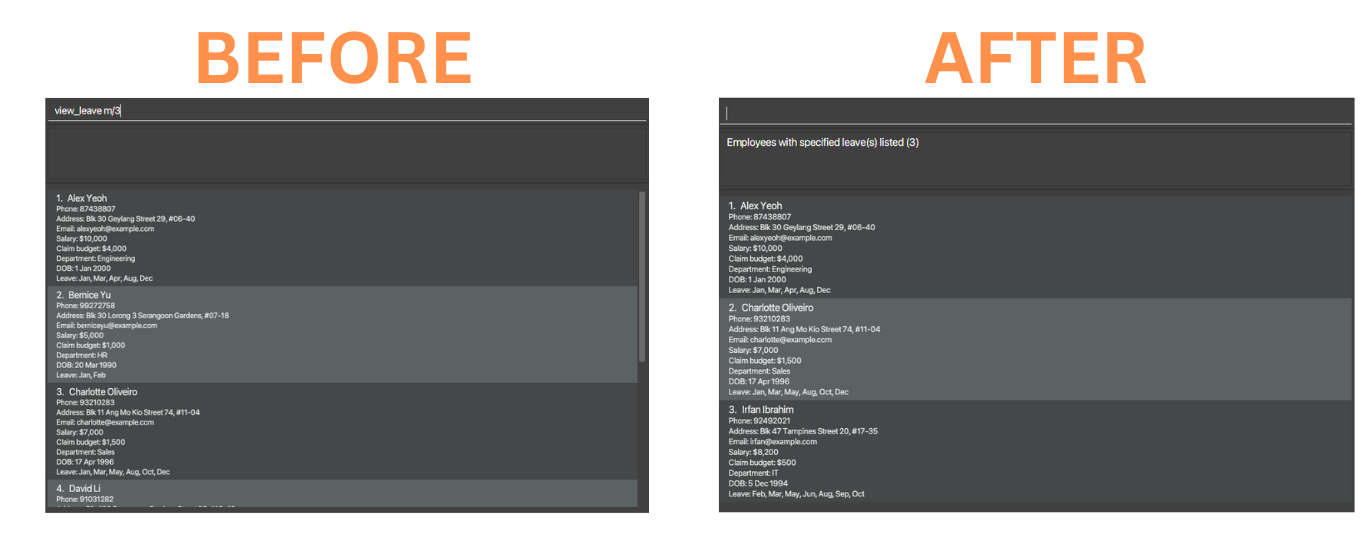 BEFORE
view_leave m/3
1. Alex Yeoh
Phone: 87438807
Address: Blk 30 Geylang Street 29, #06-40
Email: alexyeoh@example.com
Salary: $10,000
Claim budget: $4,000
Department: Engineering
DOB: 1 Jan 2000
Leave: Jan, Mar, Apr, Aug, Dec
2. Bernice Yu
Phone: 99272758
Address: Blk 30 Lorong 3 Serangoon Gardens, #07-18
Email: berniceyu@example.com
Salary: $5,000
Claim budget: $1,000
Department: HR
DOB: 20 Mar 1990
Leave: Jan, Feb
3. Charlotte Oliveiro
Phone: 93210283
Address: Blk 11 Ang Mo Kio Street 74, #11-04
Email: charlotte@example.com
Salary: $7,000
Claim budget: $1,500
Department: Sales
DOB: 17 Apr 1996
Leave: Jan, Mar, May, Aug, Oct, Dec
4. David Li
Phone: 91031282
AFTER
Employees with specified leave(s) listed (3)
1. Alex Yeoh
Phone: 87438807
Address: Blk 30 Geylang Street 29, #06-40
Email: alexyeoh@example.com
Salary: $10,000
Claim budget: $4,000
Department: Engineering
DOB: 1 Jan 2000
Leave: Jan, Mar, Apr, Aug, Dec
2. Charlotte Oliveiro
Phone: 93210283
Address: Blk 11 Ang Mo Kio Street 74, #11-04
Email: charlotte@example.com
Salary: $7,000
Claim budget: $1,500
Department: Sales
DOB: 17 Apr 1996
Leave: Jan, Mar, May, Aug, Oct, Dec
3. Irfan Ibrahim
Phone: 92492021
Address: Blk 47 Tampines Street 20, #17-35
Email: irfan@example.com
Salary: $8,200
Claim budget: $500
Department: IT
DOB: 5 Dec 1994
Leave: Feb, Mar, May, Jun, Aug, Sep, Oct